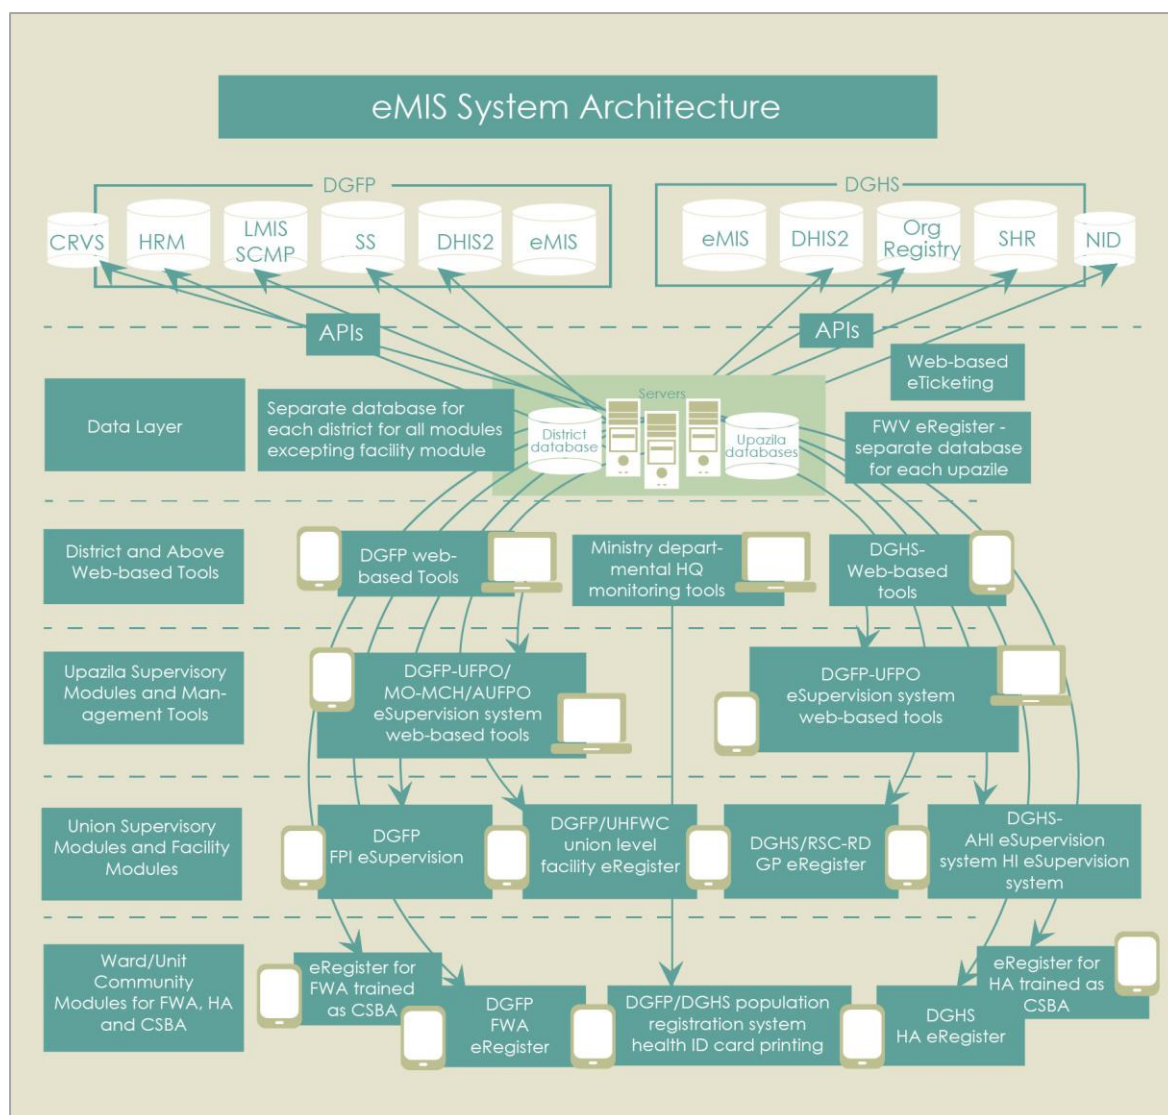 eMIS System Architecture
DGFP
DGHS
CRVS
HRM
LMIS
SCMP
SS
DHIS2
eMIS
eMIS
DHIS2
Org
Registry
SHR
NID
APIs
APIs
Web-based
eTicketing
Data Layer
Separate database for
each district for all modules
excepting facility module
Servers
District
database
Upazila
databases
FWV eRegister -
separate database
for each upazile
District and Above
Web-based Tools
DGFP web-
based Tools
Ministry depart-
mental HQ
monitoring tools
DGHS-
Web-based
tools
Upazila Supervisory
Modules and Man-
agement Tools
DGFP-UFPO/
MO-MCH/AUFPO
eSupervision system
web-based tools
DGFP-UFPO
eSupervision system
web-based tools
Union Supervisory
Modules and Facility
Modules
DGFP
FPI eSupervision
DGFP/UHFWC
union level
facility eRegister
DGHS/RSC-RD
GP eRegister
DGHS-
AHI eSupervision
system HI eSupervision
system
Ward/Unit
Community
Modules for FWA, HA
and CSBA
eRegister for
FWA trained
as CSBA
DGFP
FWA
eRegister
DGFP/DGHS population
registration system
health ID card printing
DGHS
HA eRegister
eRegister for
HA trained as
CSBA